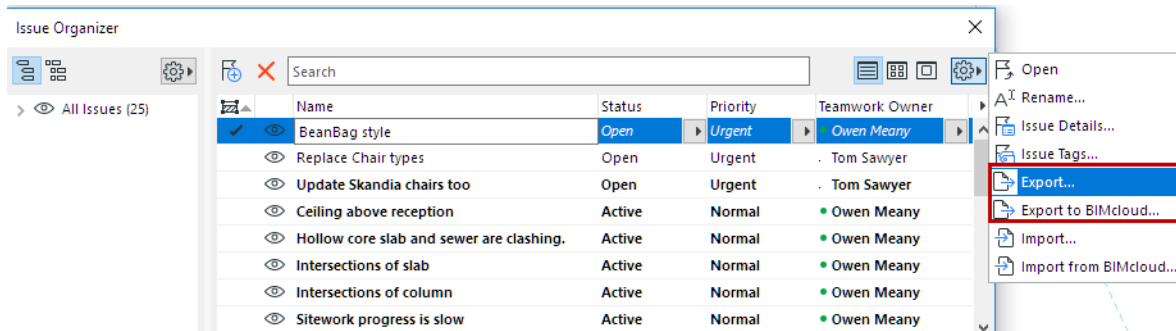 Issue Organizer
Search
All Issues (25)
Name Status Priority Teamwork Owner
BeanBag style Open Urgent Owen Meany
Replace Chair types Open Urgent Tom Sawyer
Update Skandia chairs too Open Urgent Tom Sawyer
Ceiling above reception Active Normal Owen Meany
Hollow core slab and sewer are clashing. Active Normal Owen Meany
Intersections of slab Active Normal Owen Meany
Intersections of column Active Normal Owen Meany
Sitework progress is slow Active Normal Owen Meany
Open
Rename...
Issue Details...
Issue Tags...
Export...
Export to BIMcloud...
Import...
Import from BIMcloud...